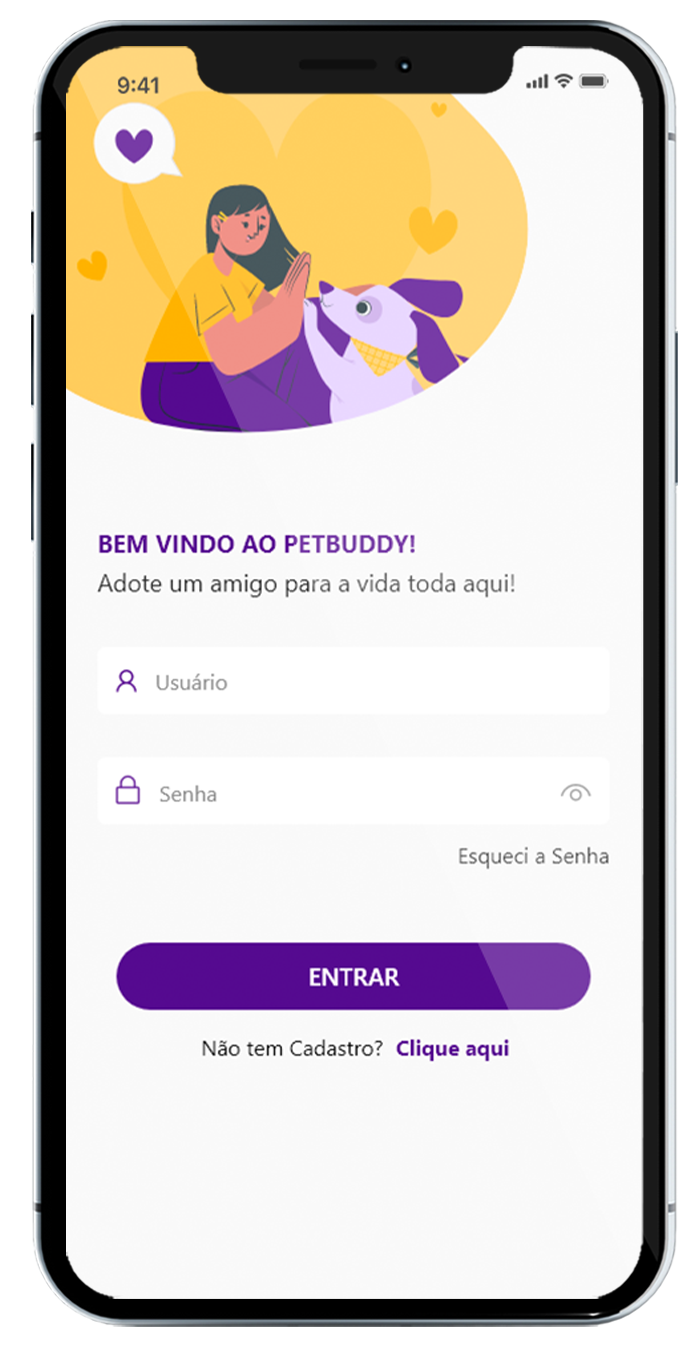 9:41
BEM VINDO AO PETBUDDY!
Adote um amigo para a vida toda aqui!
Usuário
Senha
Esqueci a Senha
ENTRAR
Não tem Cadastro? Clique aqui